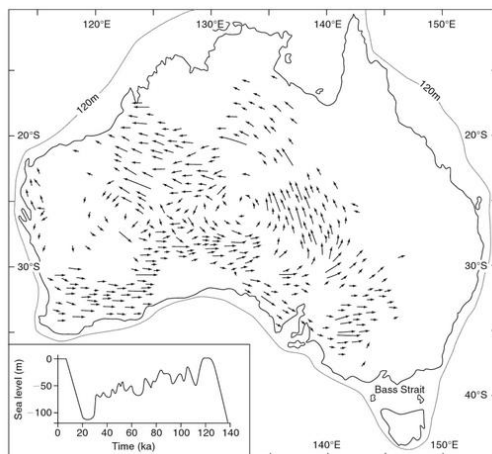 120°E 130°E 140°E 150°E
120m
120m
20°S 20°S
30°S 30°S
40°S
Bass Strait
140°E 150°E
Sea level (m)
0
−50
−100
0 20 40 60 80 100 120 140
Time (ka)